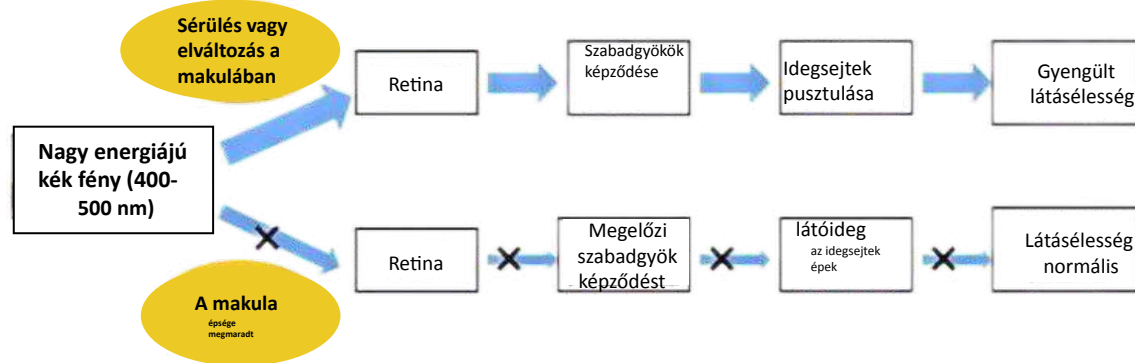 Sérülés vagy
elváltozás a
makulában
Retina
Szabadgyökök
képződése
Idegsejtek
pusztulása
Gyengült
látásélesség
Nagy energiájú
kék fény (400-
500 nm)
Retina
Megelőzi
szabadgyök
képződést
látóideg
az idegsejtek
épek
Látásélesség
normális
A makula
épsége
megmaradt